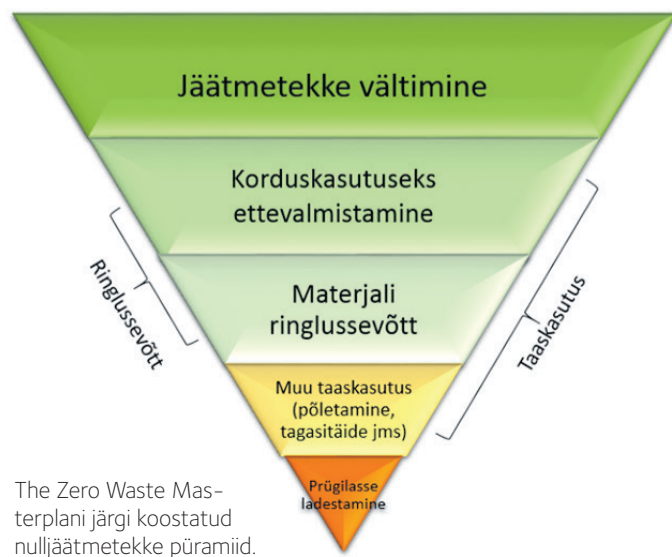 Jäätmetekke vältimine
Korduskasutuseks
ettevalmistamine
Ringlussevõtt
Materjali
ringlussevõtt
Taaskasutus
Muu taaskasutus
(põletamine,
tagasitäide jms)
Prügilasse
ladestamine
The Zero Waste Mas-
terplani järgi koostatud
nulljäätmetekke püramiid.